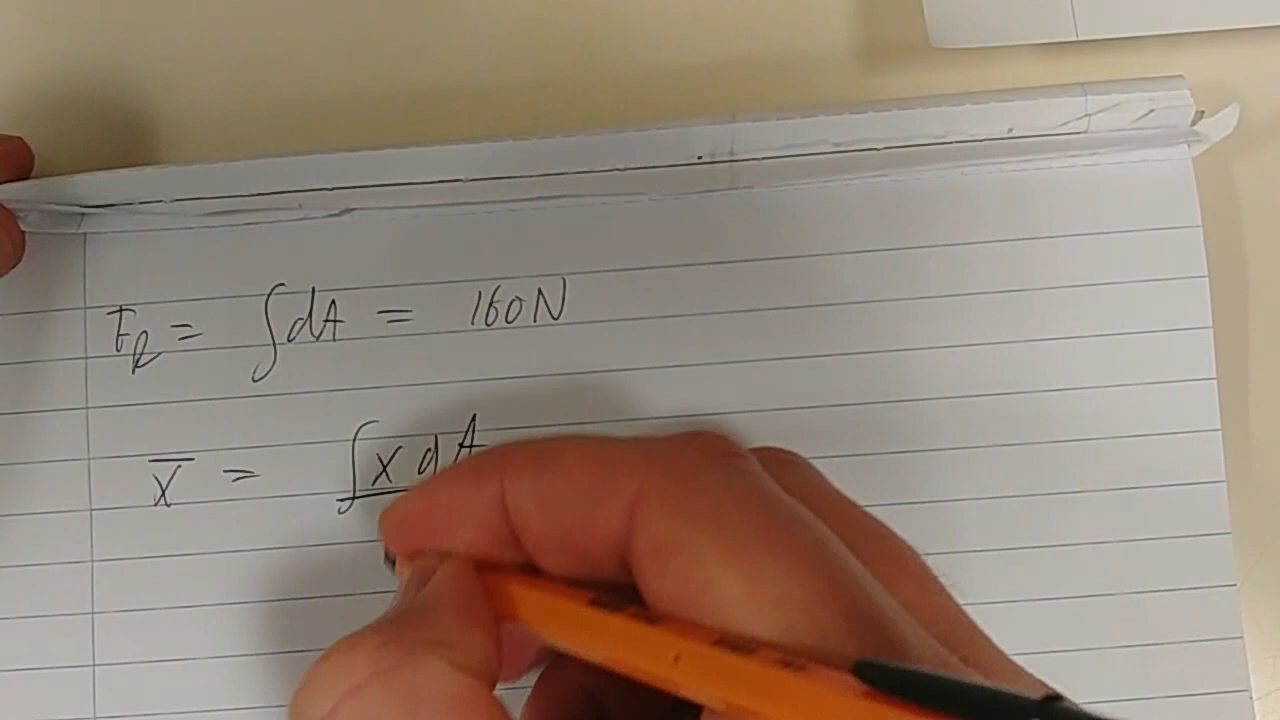 F_R = ∫dA = 160N
x̄ = ∫x dA